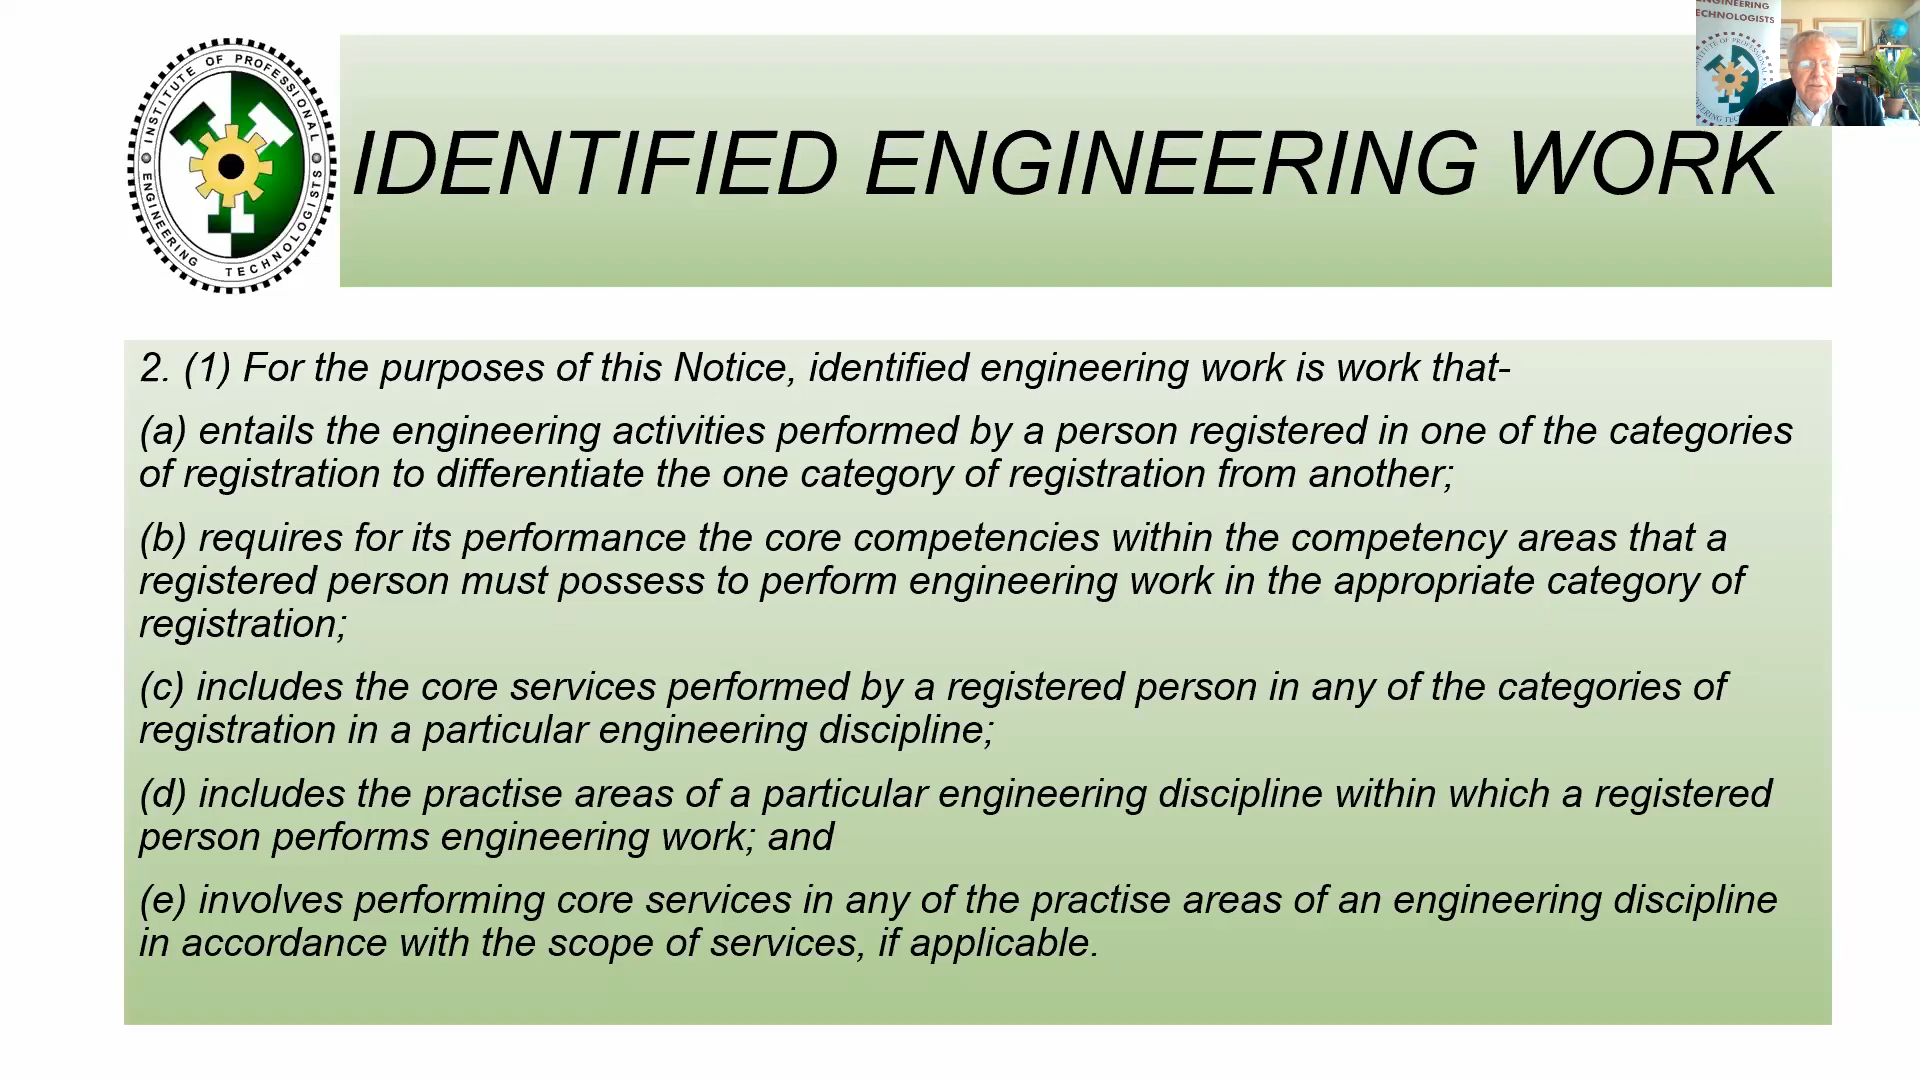 ENGINEERING
TECHNOLOGISTS
INSTITUTE OF PROFESSIONAL
ENGINEERING TECHNOLOGISTS
IDENTIFIED ENGINEERING WORK
2. (1) For the purposes of this Notice, identified engineering work is work that-
(a) entails the engineering activities performed by a person registered in one of the categories
of registration to differentiate the one category of registration from another;
(b) requires for its performance the core competencies within the competency areas that a
registered person must possess to perform engineering work in the appropriate category of
registration;
(c) includes the core services performed by a registered person in any of the categories of
registration in a particular engineering discipline;
(d) includes the practise areas of a particular engineering discipline within which a registered
person performs engineering work; and
(e) involves performing core services in any of the practise areas of an engineering discipline
in accordance with the scope of services, if applicable.